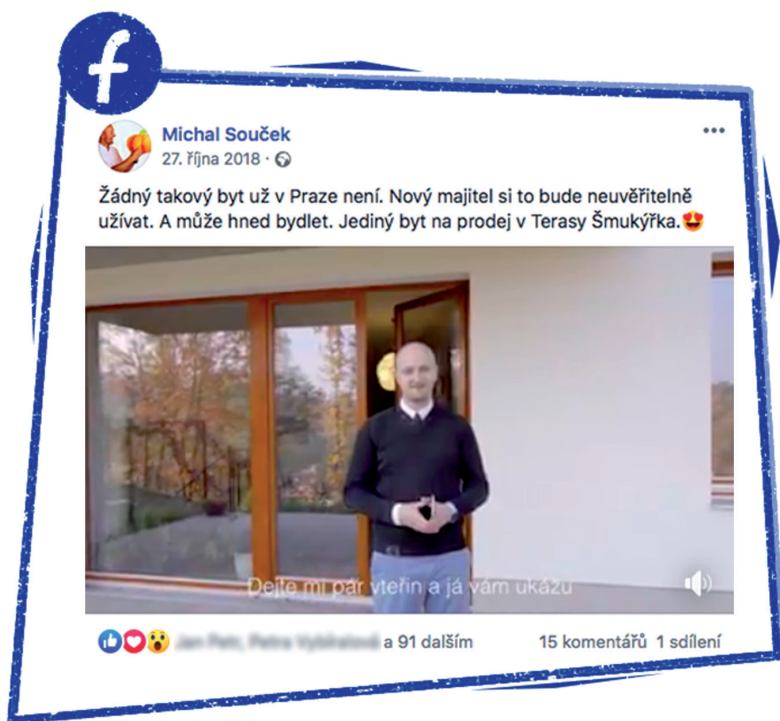 f
Michal Souček
27. října 2018 ·
Žádný takový byt už v Praze není. Nový majitel si to bude neuvěřitelně
užívat. A může hned bydlet. Jediný byt na prodej v Terasy Šmukýřka.
Dejte mi pár vteřin a já vám ukážu
a 91 dalším
15 komentářů 1 sdílení